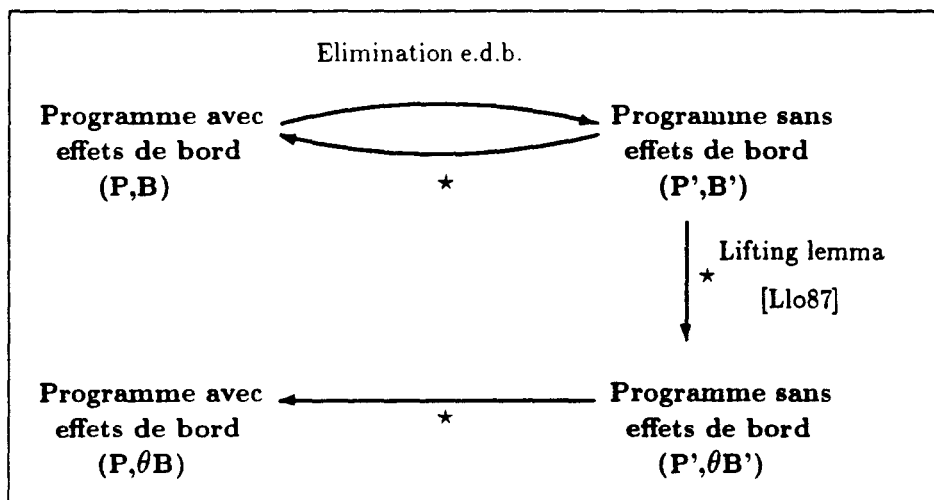 Elimination e.d.b.
Programme avec
effets de bord
(P,B)
Programme sans
effets de bord
(P',B')
★
Lifting lemma
★
[Llo87]
Programme avec
effets de bord
(P,θB)
★
Programme sans
effets de bord
(P',θB')